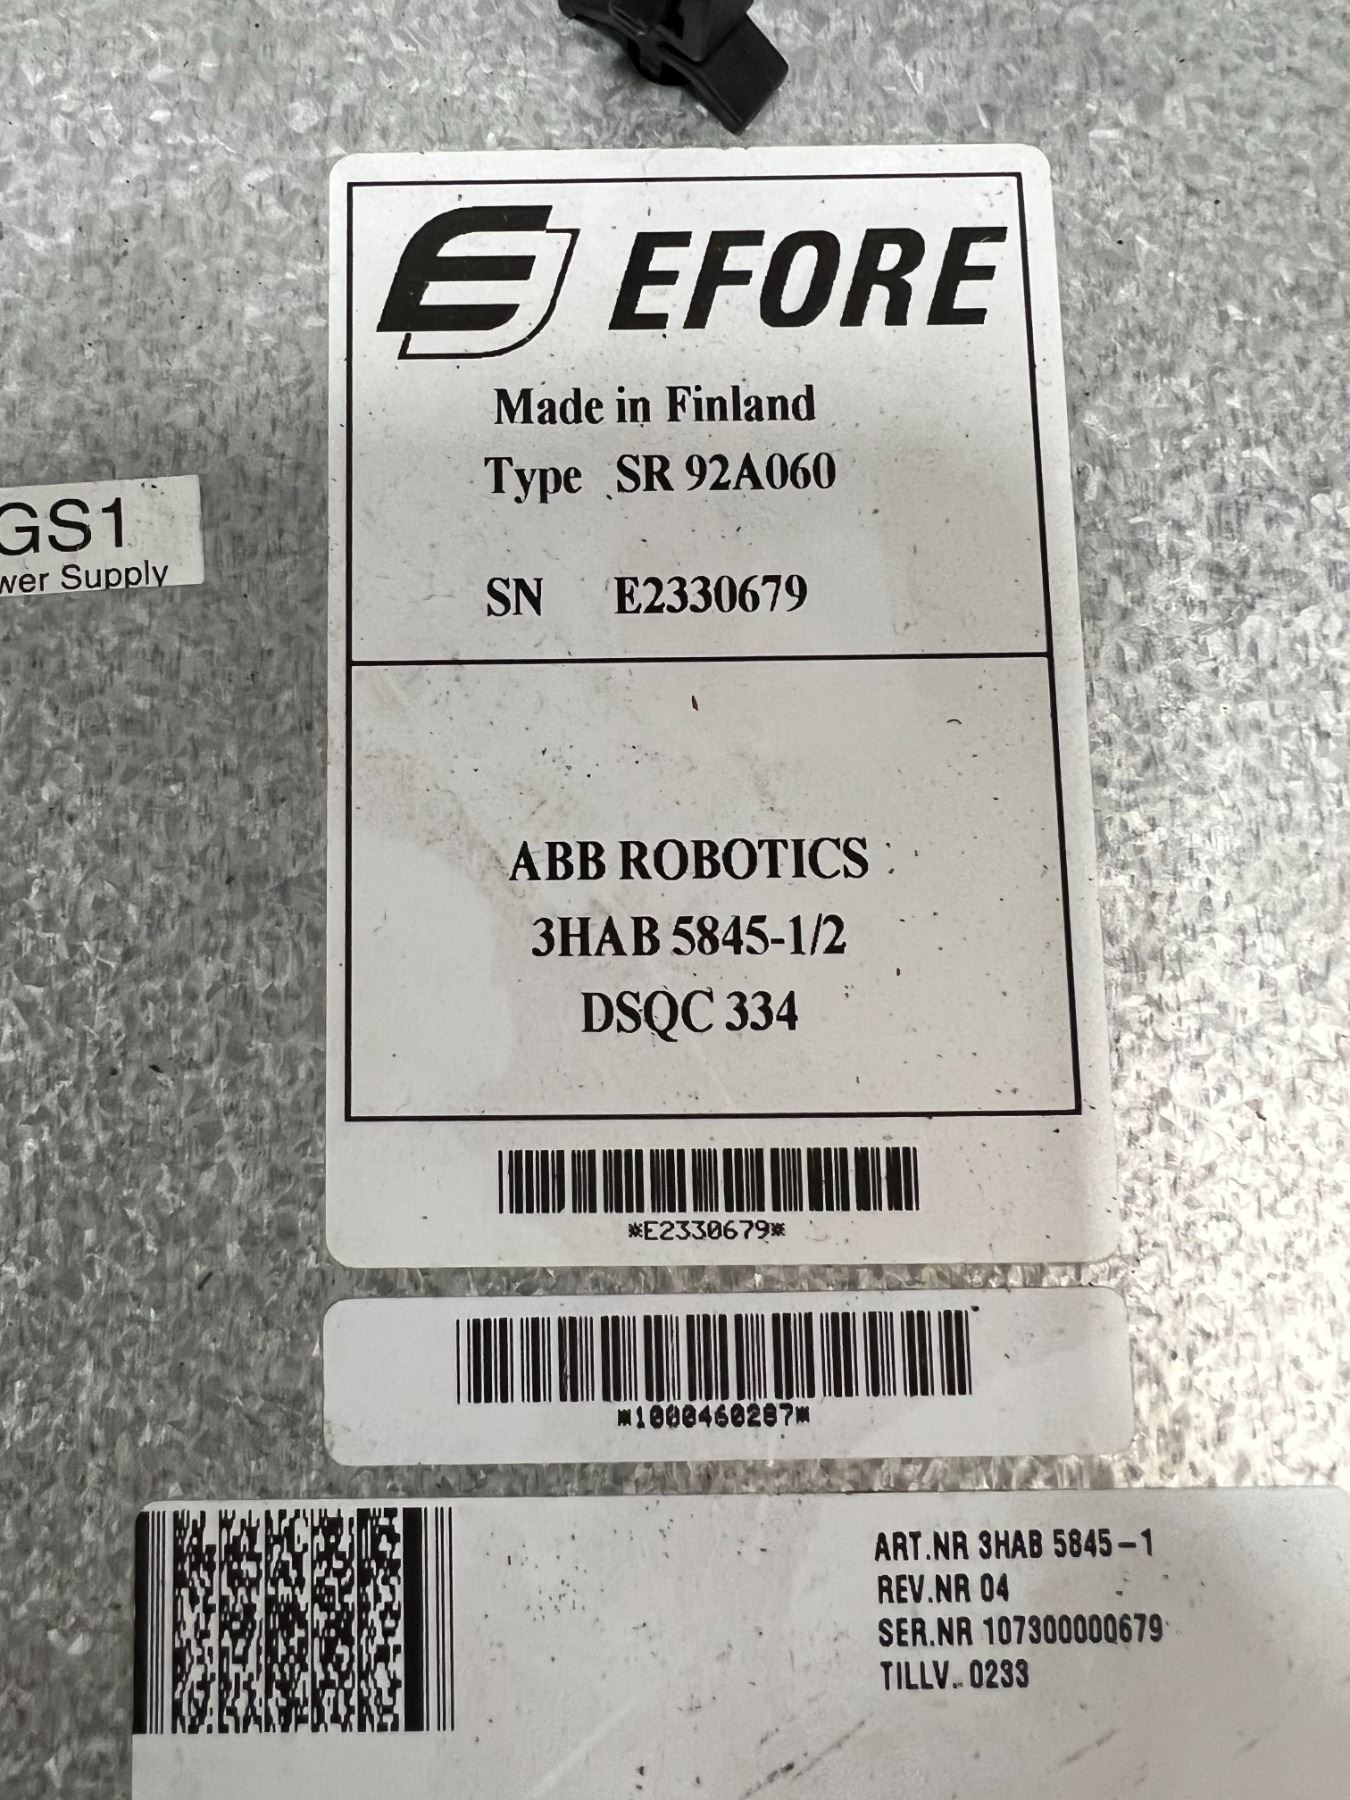 EFORE
Made in Finland
Type SR 92A060
SN E2330679
GS1
Supply
ABB ROBOTICS
3HAB 5845-1/2
DSQC 334
*E2330679*
*1000460287*
ART.NR 3HAB 5845-1
REV.NR 04
SER.NR 107300000679
TILLV. 0233